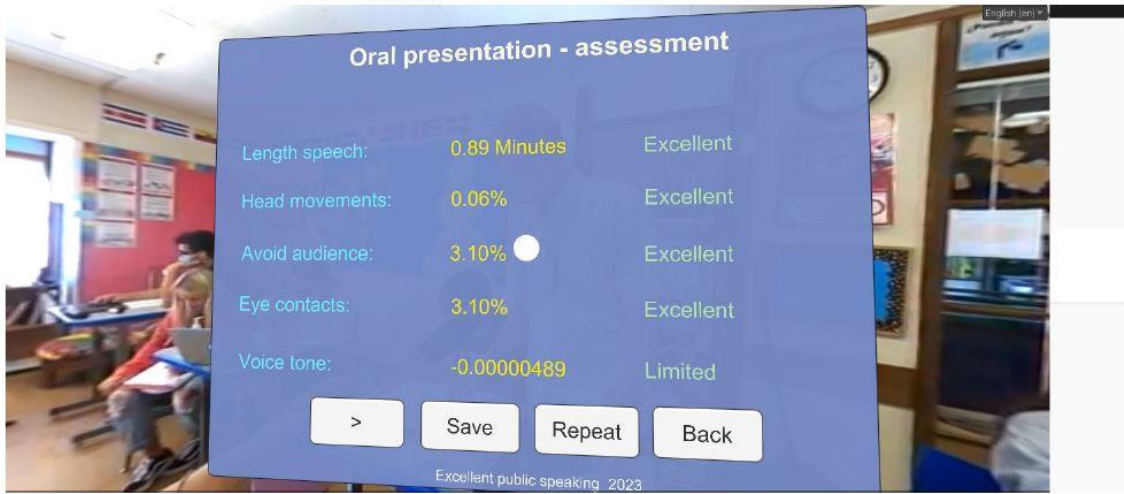 English (en)
Oral presentation - assessment
Length speech: 0.89 Minutes Excellent
Head movements: 0.06% Excellent
Avoid audience: 3.10% Excellent
Eye contacts: 3.10% Excellent
Voice tone: -0.00000489 Limited
> Save Repeat Back
Excellent public speaking 2023